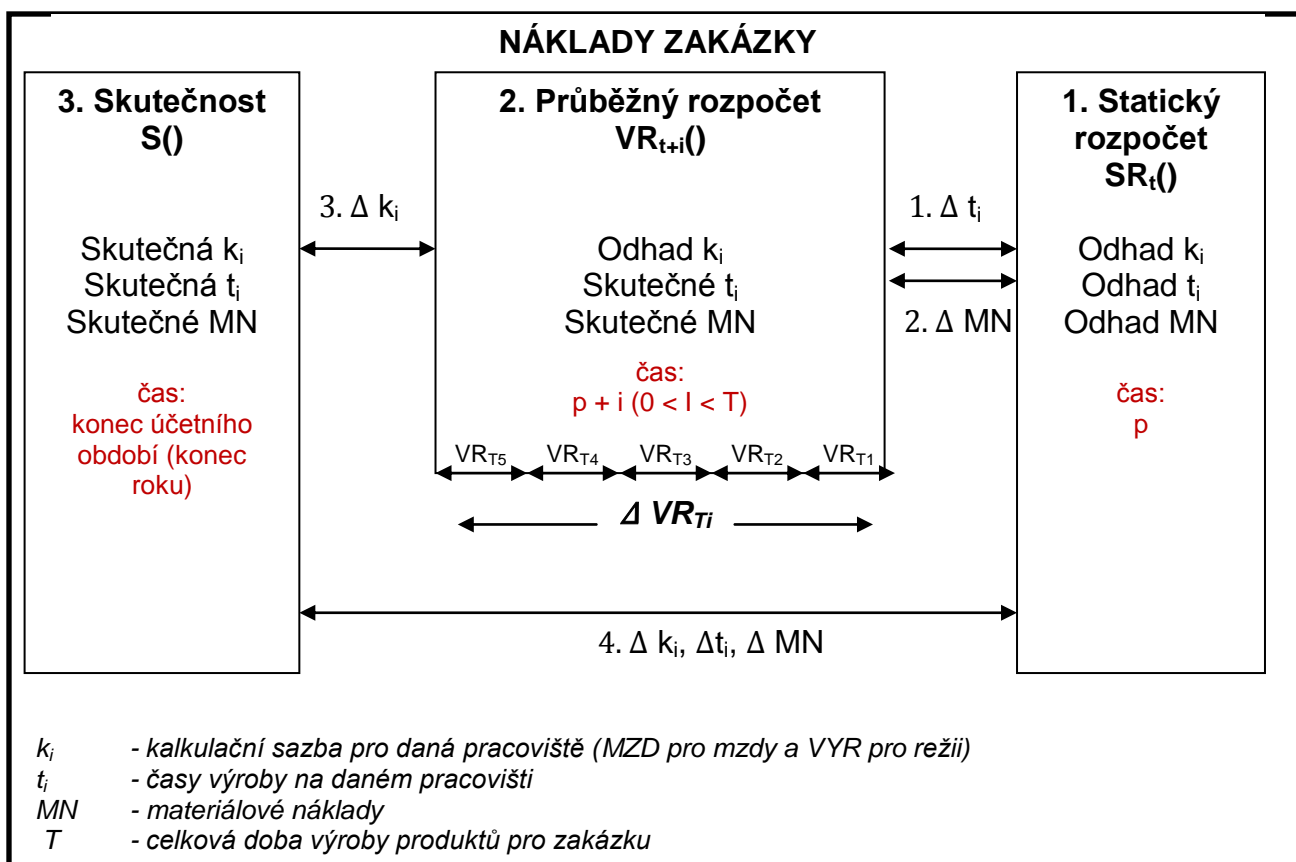 NÁKLADY ZAKÁZKY
3. Skutečnost
S()
Skutečná kᵢ
Skutečná tᵢ
Skutečné MN
čas:
konec účetního
období (konec
roku)
3. Δ kᵢ
2. Průběžný rozpočet
VRt+i()
Odhad kᵢ
Skutečné tᵢ
Skutečné MN
čas:
p + i (0 < I < T)
VRT5 VRT4 VRT3 VRT2 VRT1
Δ VRTi
1. Δ tᵢ
2. Δ MN
1. Statický
rozpočet
SRt()
Odhad kᵢ
Odhad tᵢ
Odhad MN
čas:
p
4. Δ kᵢ, Δtᵢ, Δ MN
kᵢ - kalkulační sazba pro daná pracoviště (MZD pro mzdy a VYR pro režii)
tᵢ - časy výroby na daném pracovišti
MN - materiálové náklady
T - celková doba výroby produktů pro zakázku